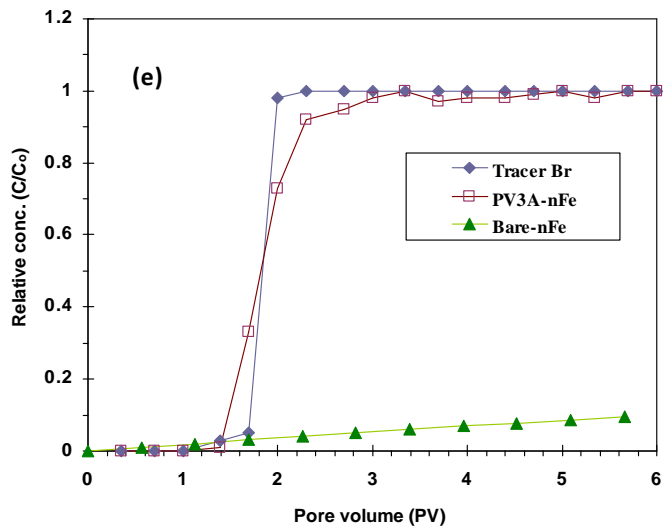 1.2
(e)
1
0.8
Relative conc. (C/Co)
0.6
0.4
0.2
0
Tracer Br
PV3A-nFe
Bare-nFe
0 1 2 3 4 5 6
Pore volume (PV)